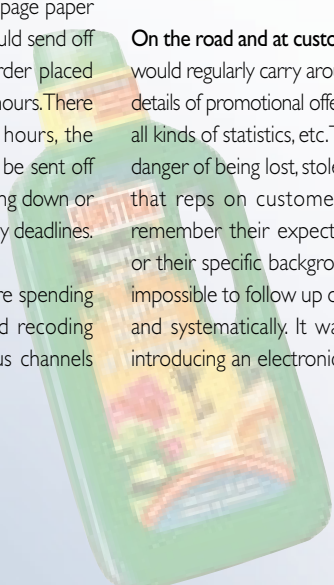 page paper
uld send off
rder placed
hours.There
hours, the
be sent off
ng down or
y deadlines.
re spending
d recoding
us channels
On the road and at custo
would regularly carry arou
details of promotional offe
all kinds of statistics, etc. T
danger of being lost, stole
that reps on custome
remember their expect
or their specific backgro
impossible to follow up c
and systematically. It wa
introducing an electronic